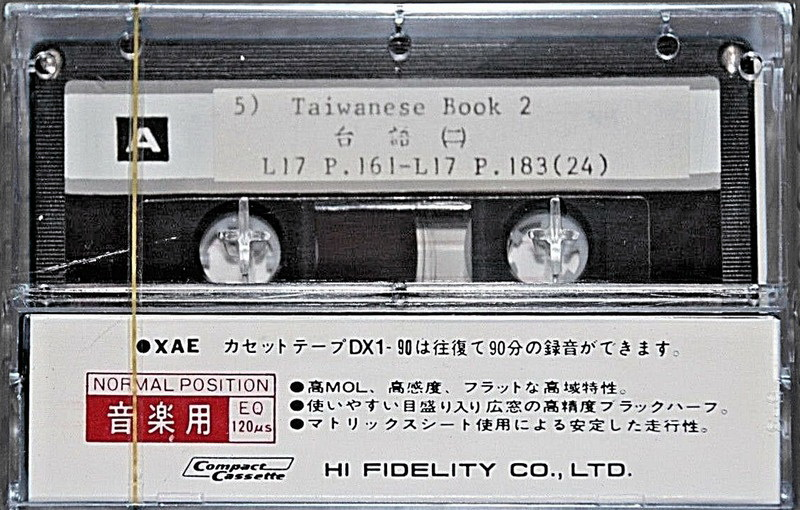 5) Taiwanese Book 2
A
台 語 ㈡
L17 P.161-L17 P.183(24)
●XAE カセットテープDX1-90は往復て90分の録音ができます。
NORMAL POSITION
音楽用
EQ
120μs
●高MOL、高感度、フラットな高域特性。
●使いやすい目盛り入り広窓の高精度ブラックハーフ。
●マトリックスシート使用による安定した走行性。
Compact
Cassette
HI FIDELITY CO., LTD.